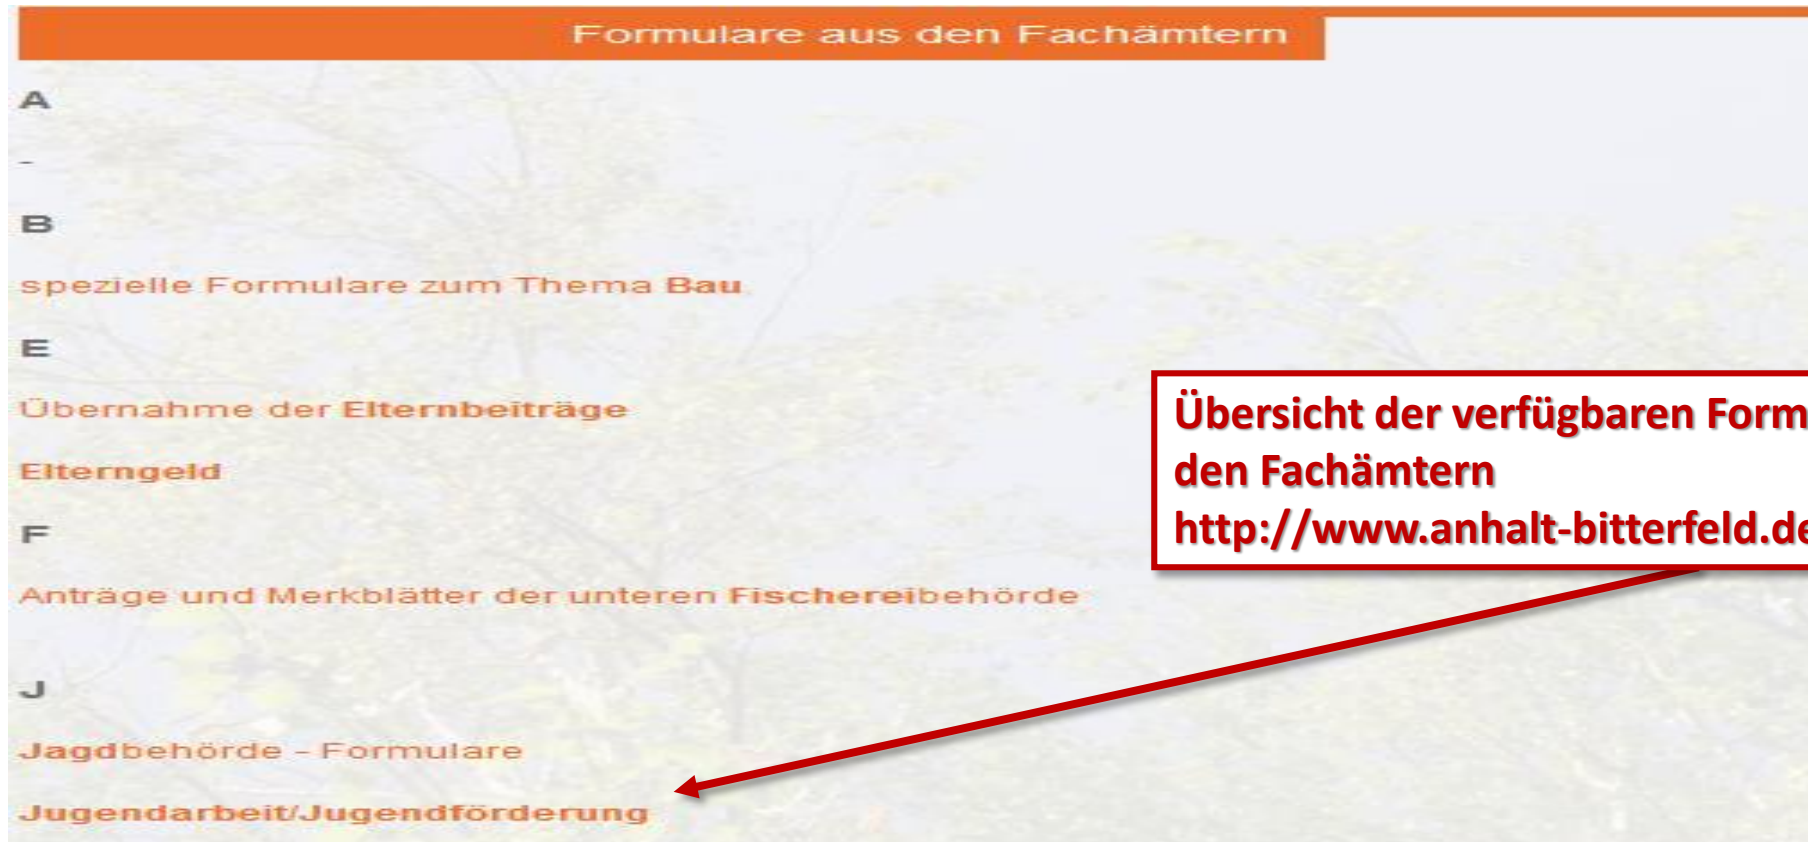 Formulare aus den Fachämtern
A
-
B
spezielle Formulare zum Thema Bau
E
Übernahme der Elternbeiträge
Elterngeld
F
Anträge und Merkblätter der unteren Fischereibehörde
J
Jagdbehörde - Formulare
Jugendarbeit/Jugendförderung
Übersicht der verfügbaren Form
den Fachämtern
http://www.anhalt-bitterfeld.de